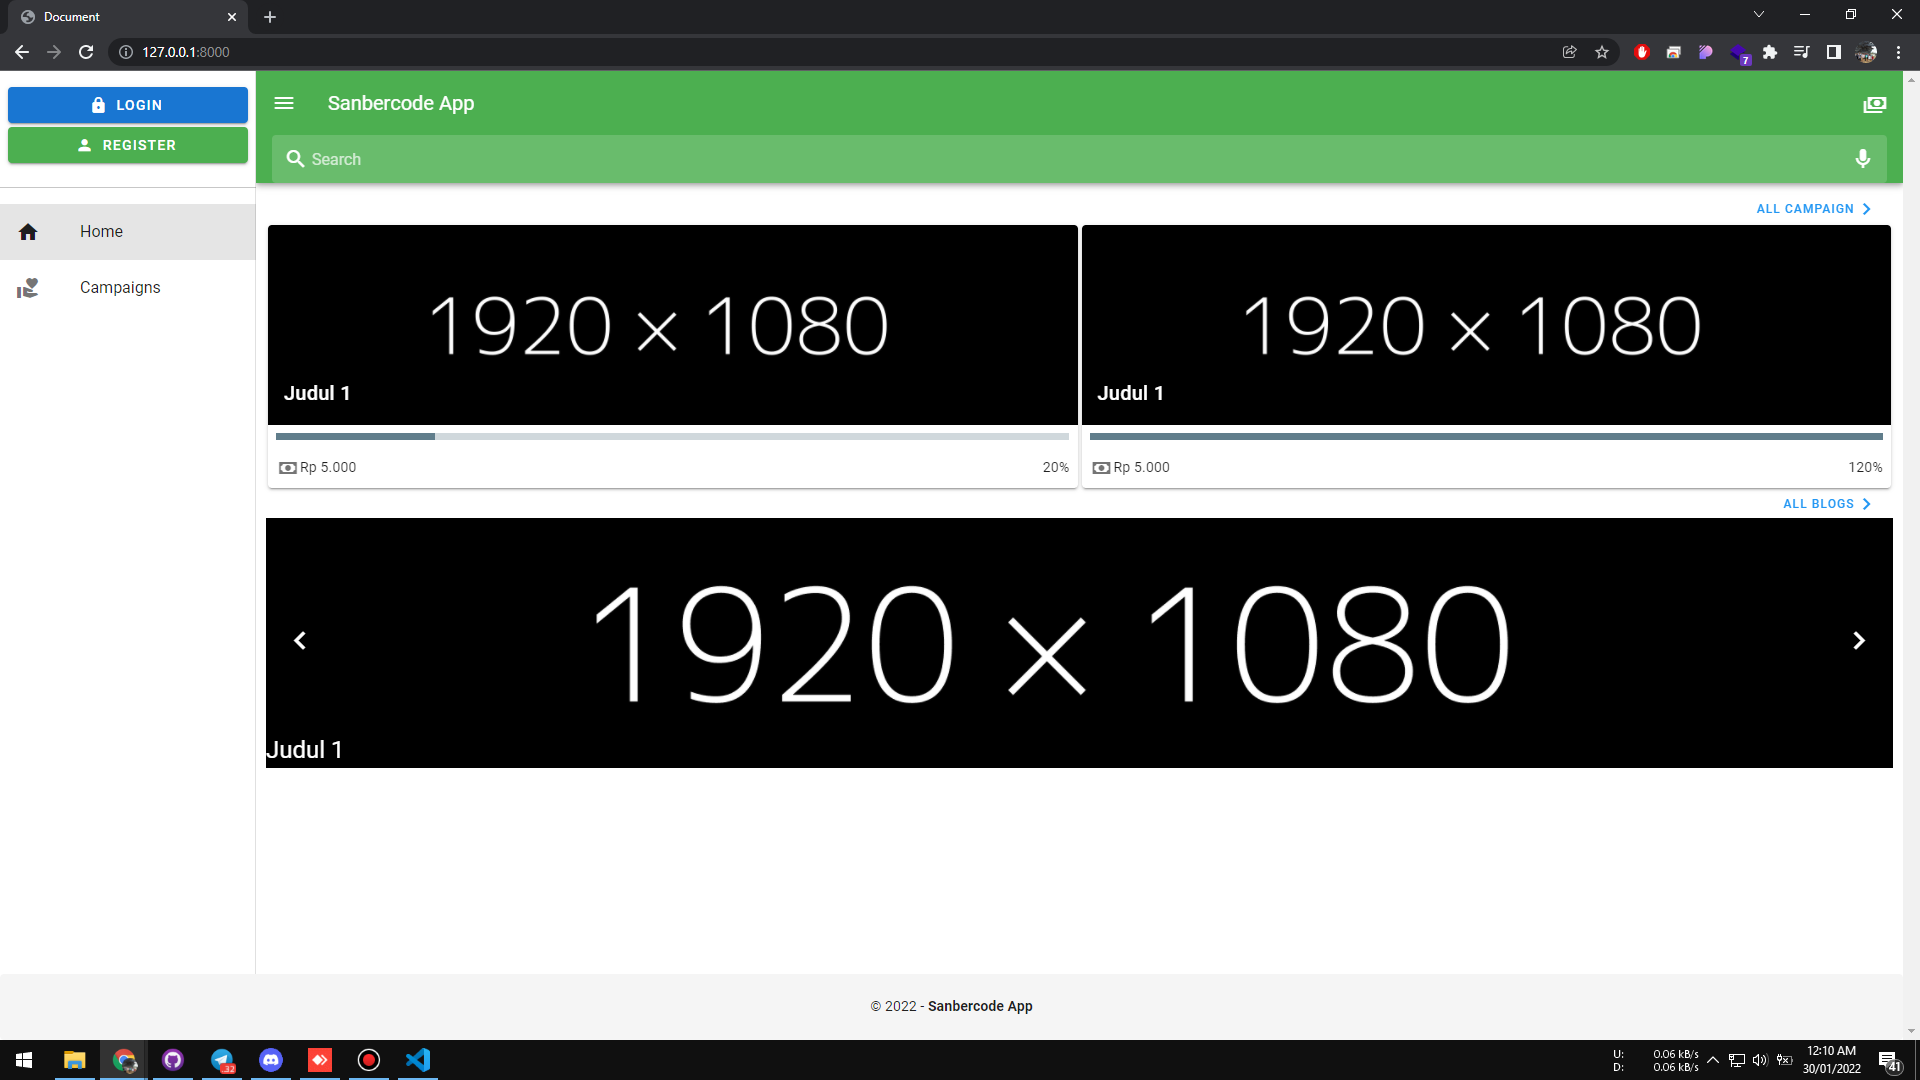 Document
127.0.0.1:8000
7
LOGIN
REGISTER
Home
Campaigns
Sanbercode App
Search
ALL CAMPAIGN
1920 × 1080
Judul 1
Rp 5.000
20%
1920 × 1080
Judul 1
Rp 5.000
120%
ALL BLOGS
1920 × 1080
Judul 1
© 2022 - Sanbercode App
32
U: 0.06 kB/s
D: 0.06 kB/s
12:10 AM
30/01/2022
41